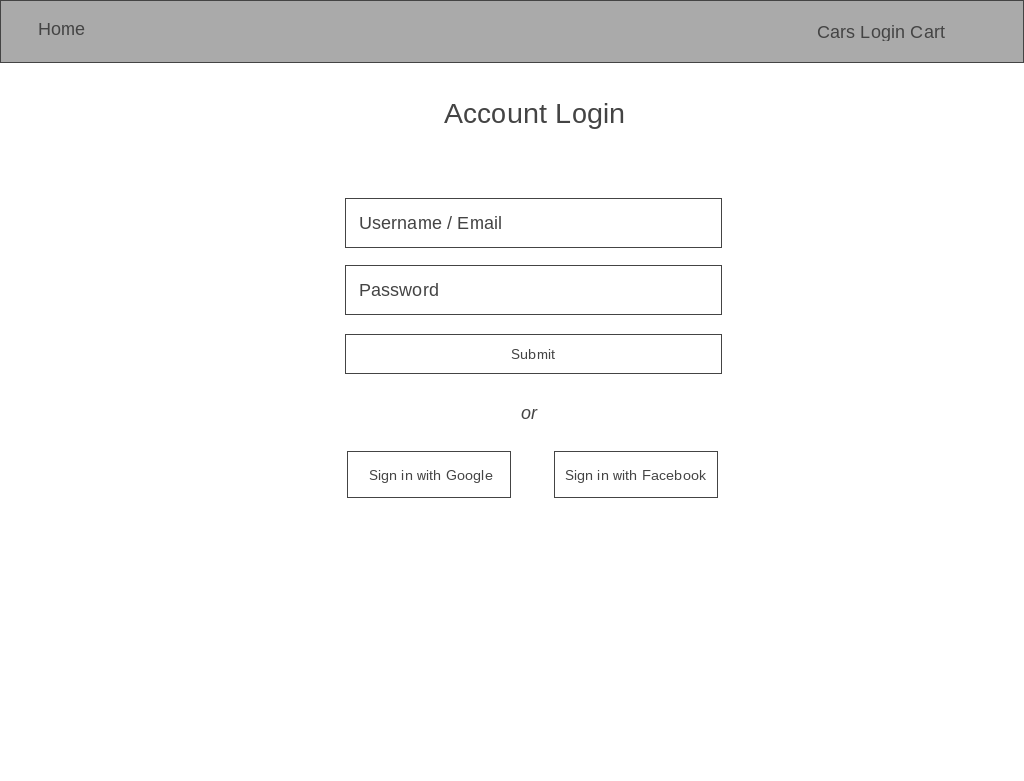 Home
Cars Login Cart
Account Login
Username / Email
Password
Submit
or
Sign in with Google
Sign in with Facebook